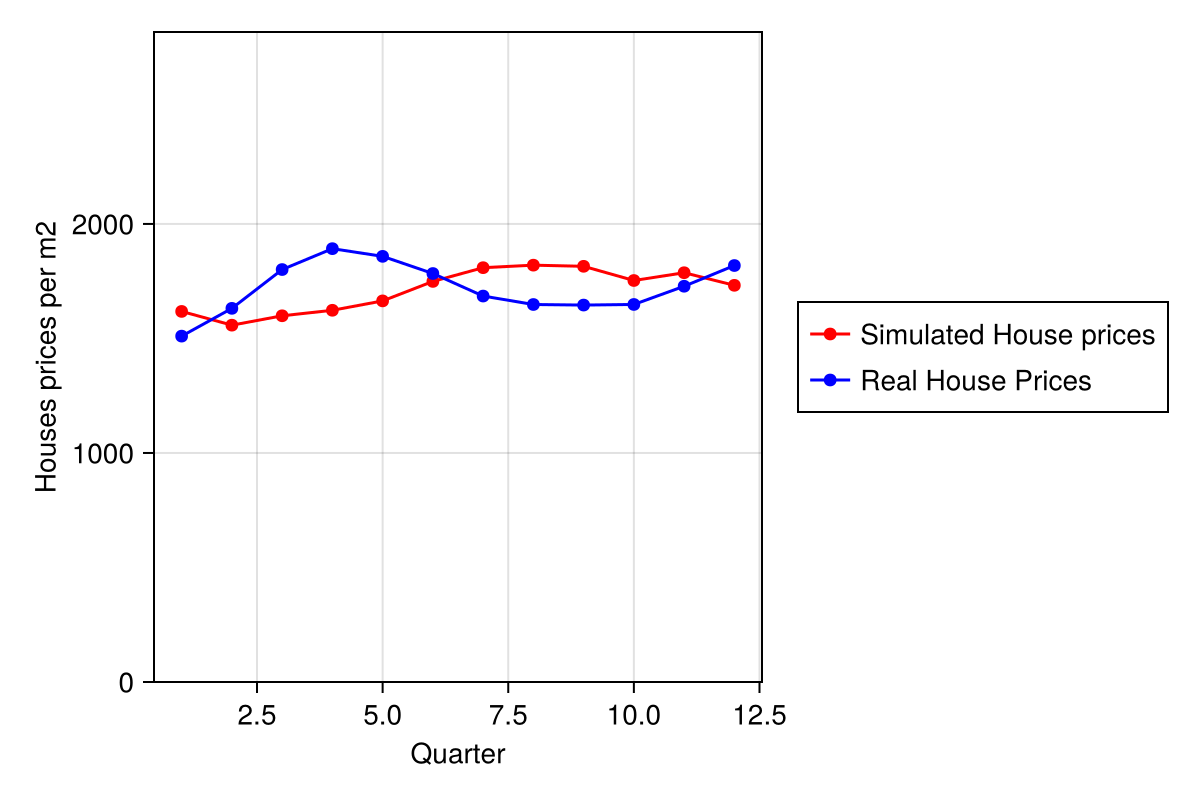 Houses prices per m2
2000
1000
0
2.5 5.0 7.5 10.0 12.5
Quarter
Simulated House prices
Real House Prices